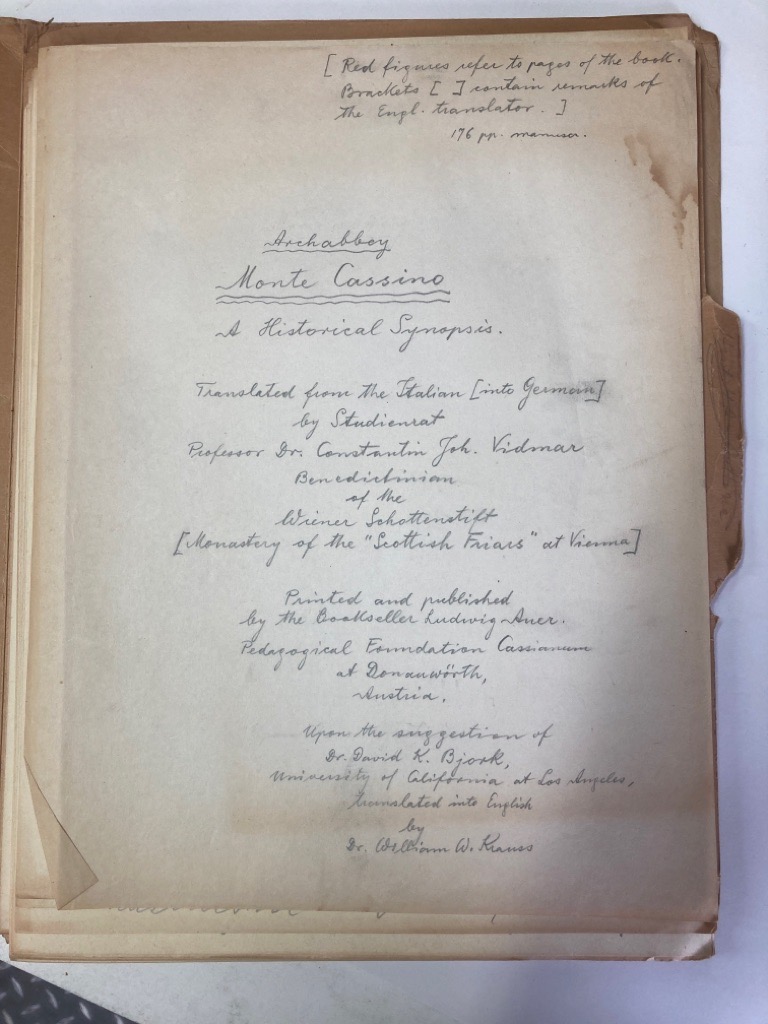 [ Red figures refer to pages of the book.
Brackets [ ] contain remarks of
the Engl. translator. ]
176 pp. manuscr.
Archabbey
Monte Cassino
A Historical Synopsis.
Translated from the Italian [into German]
by Studienrat
Professor Dr. Constantin Joh. Vidmar
Benedictinian
of the
Wiener Schottenstift
[Monastery of the "Scottish Friars" at Vienna]
Printed and published
by the Bookseller Ludwig Auer.
Pedagogical Foundation Cassianum
at Donauwörth,
Austria.
Upon the suggestion of
Dr. David K. Bjork,
University of California at Los Angeles,
translated into English
by
Dr. William W. Krauss